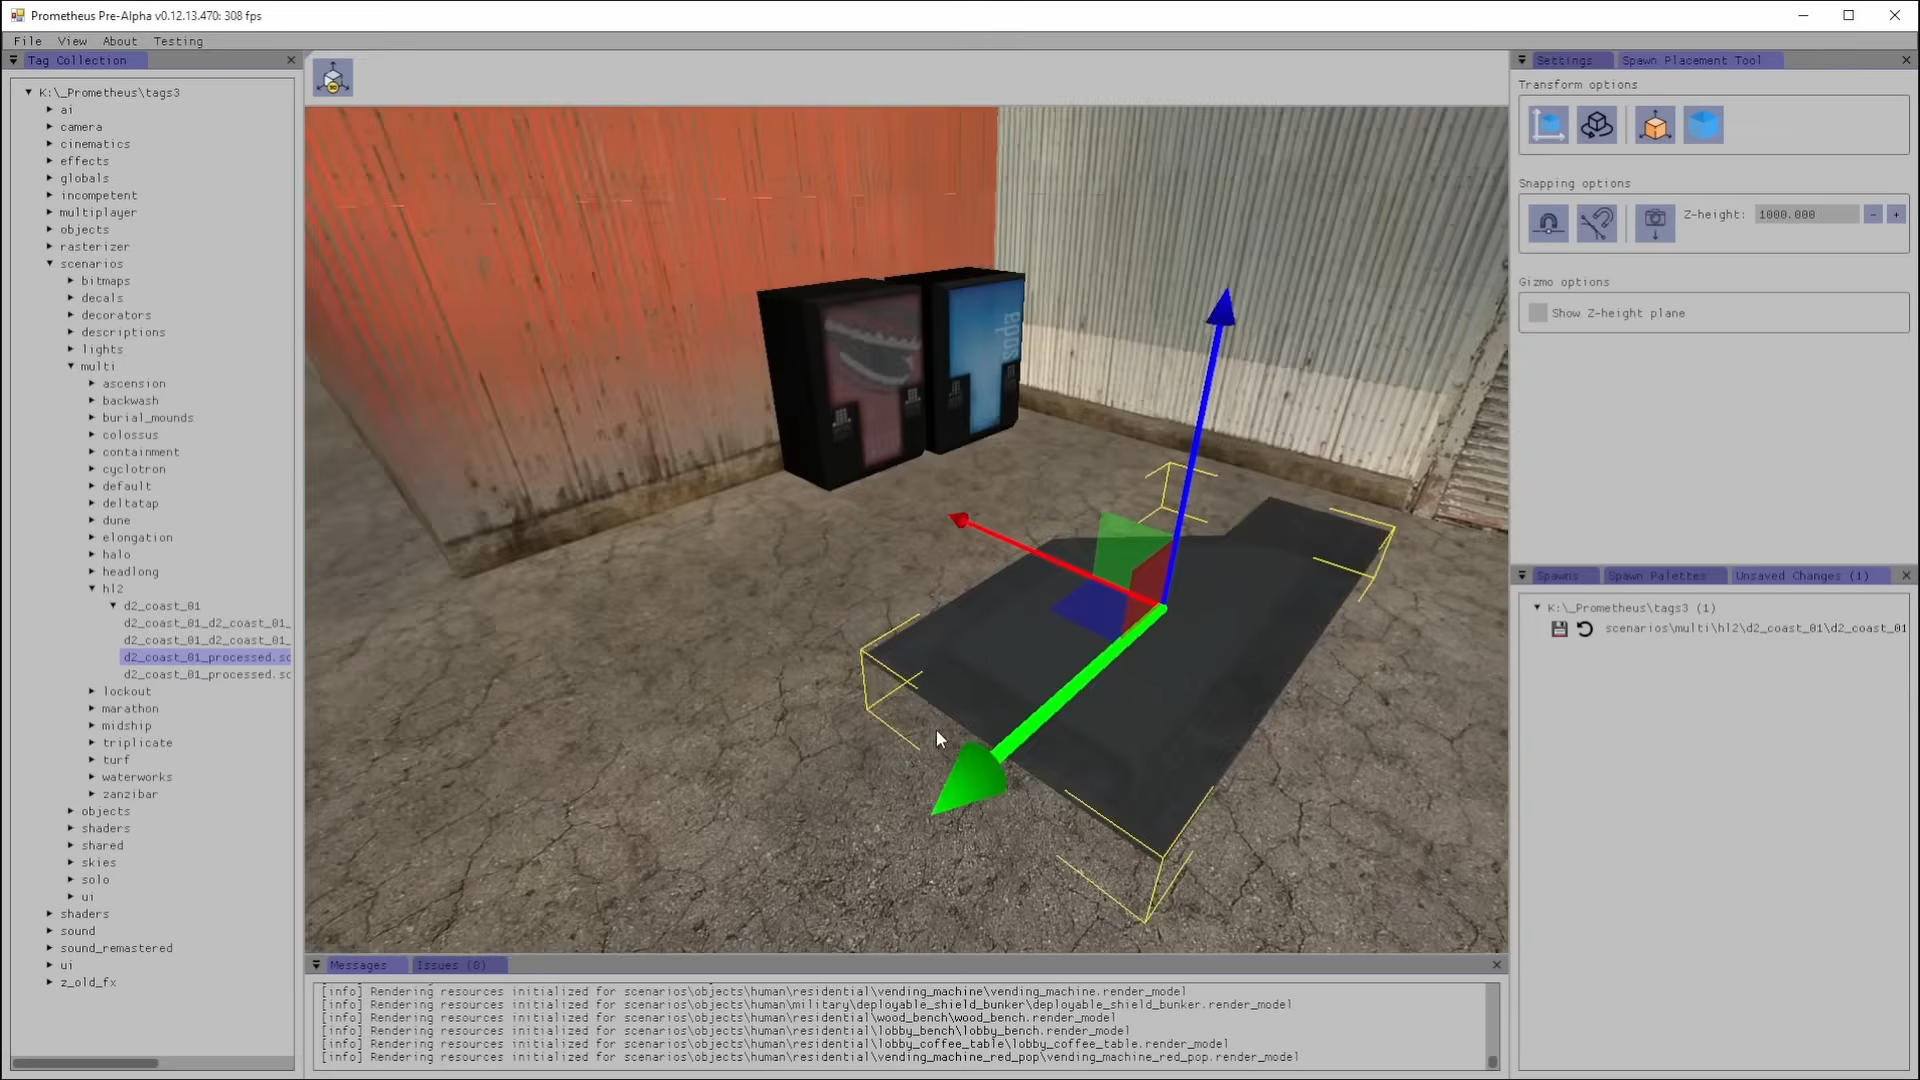 Prometheus Pre-Alpha v0.12.13.470: 308 fps
File View About Testing
Tag Collection
K:\_Prometheus\tags3
ai
camera
cinematics
effects
globals
incompetent
multiplayer
objects
rasterizer
scenarios
bitmaps
decals
decorators
descriptions
lights
multi
ascension
backwash
burial_mounds
colossus
containment
cyclotron
default
deltatap
dune
elongation
halo
headlong
hl2
d2_coast_01
d2_coast_01_d2_coast_01_
d2_coast_01_d2_coast_01_
d2_coast_01_processed.sc
d2_coast_01_processed.sc
lockout
marathon
midship
triplicate
turf
waterworks
zanzibar
objects
shaders
shared
skies
solo
ui
shaders
sound
sound_remastered
ui
z_old_fx
soda
Messages Issues (0)
[info] Rendering resources initialized for scenarios\objects\human\residential\vending_machine\vending_machine.render_model
[info] Rendering resources initialized for scenarios\objects\human\military\deployable_shield_bunker\deployable_shield_bunker.render_model
[info] Rendering resources initialized for scenarios\objects\human\residential\wood_bench\wood_bench.render_model
[info] Rendering resources initialized for scenarios\objects\human\residential\lobby_bench\lobby_bench.render_model
[info] Rendering resources initialized for scenarios\objects\human\residential\lobby_coffee_table\lobby_coffee_table.render_model
[info] Rendering resources initialized for scenarios\objects\human\residential\vending_machine_red_pop\vending_machine_red_pop.render_model
Settings Spawn Placement Tool
Transform options
Snapping options
Z-height: 1000.000 - +
Gizmo options
Show Z-height plane
Spawns Spawn Palettes Unsaved Changes (1)
K:\_Prometheus\tags3 (1)
scenarios\multi\hl2\d2_coast_01\d2_coast_01